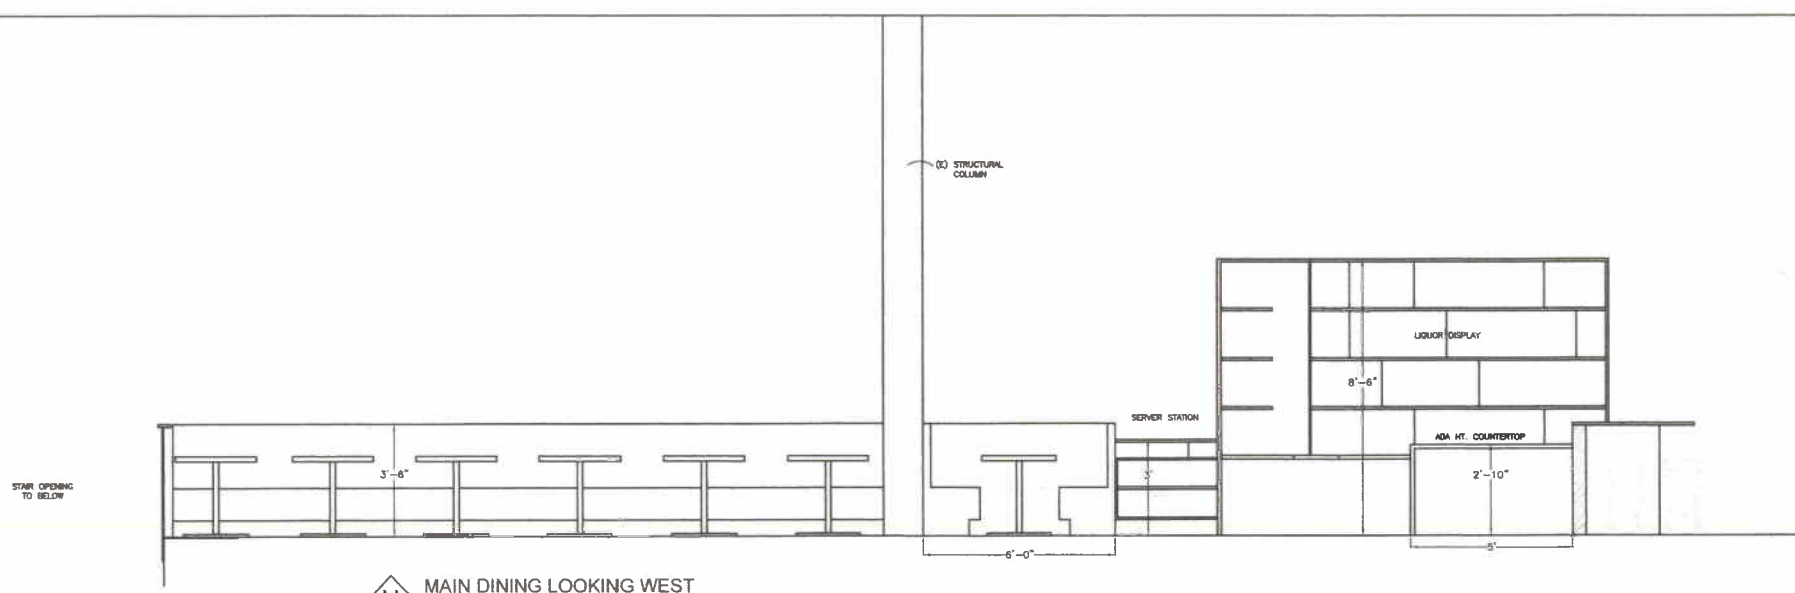 (E) STRUCTURAL
COLUMN
LIQUOR DISPLAY
8'-6"
SERVER STATION
ADA HT. COUNTERTOP
3'-6"
3'
2'-10"
STAIR OPENING
TO BELOW
6'-0"
5'
MAIN DINING LOOKING WEST